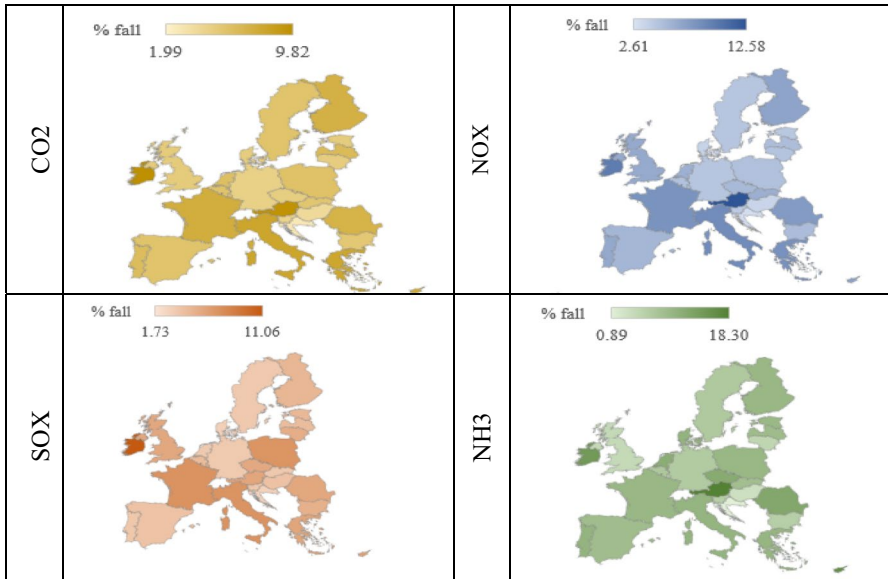 CO2
% fall
1.99 9.82
NOX
% fall
2.61 12.58
SOX
% fall
1.73 11.06
NH3
% fall
0.89 18.30